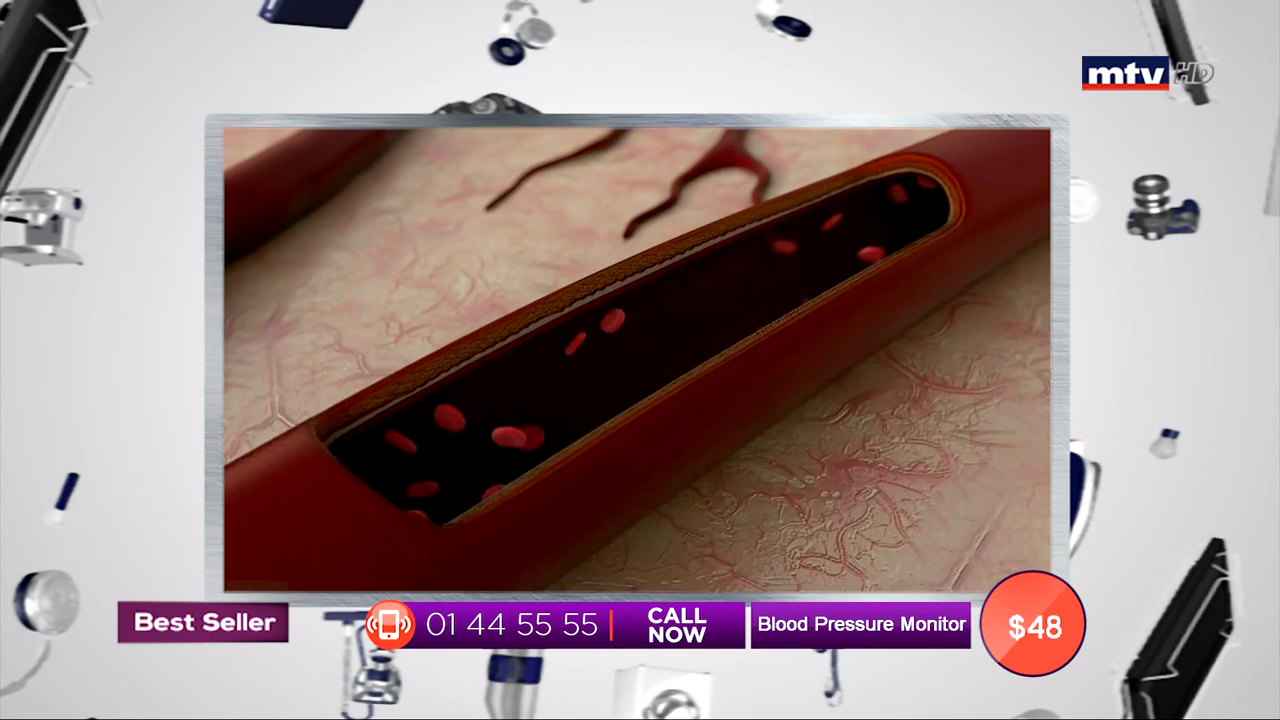 mtv HD
Best Seller
01 44 55 55
CALL
NOW
Blood Pressure Monitor
$48